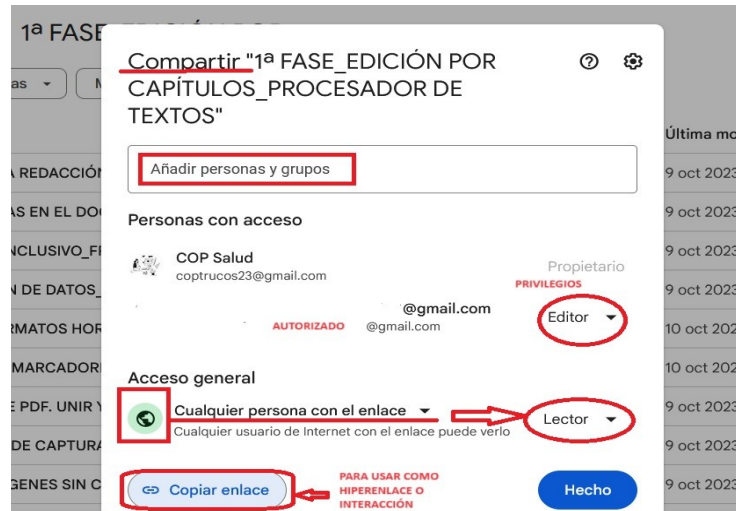 1ª FASE
as
Compartir "1ª FASE_EDICIÓN POR
CAPÍTULOS_PROCESADOR DE
TEXTOS"
Última mo
Añadir personas y grupos
REDACCIÓN
9 oct 2023
AS EN EL DO
9 oct 2023
Personas con acceso
NCLUSIVO_F
9 oct 2023
COP Salud
Propietario
coptrucos23@gmail.com
N DE DATOS_
PRIVILEGIOS
9 oct 2023
@gmail.com
Editor
AUTORIZADO @gmail.com
RMATOS HOR
10 oct 202
MARCADOR
10 oct 202
Acceso general
Cualquier persona con el enlace
Lector
E PDF. UNIR Y
9 oct 2023
Cualquier usuario de Internet con el enlace puede verlo
DE CAPTURA
9 oct 2023
Copiar enlace
PARA USAR COMO
HIPERENLACE O
INTERACCIÓN
Hecho
GENES SIN C
9 oct 2023